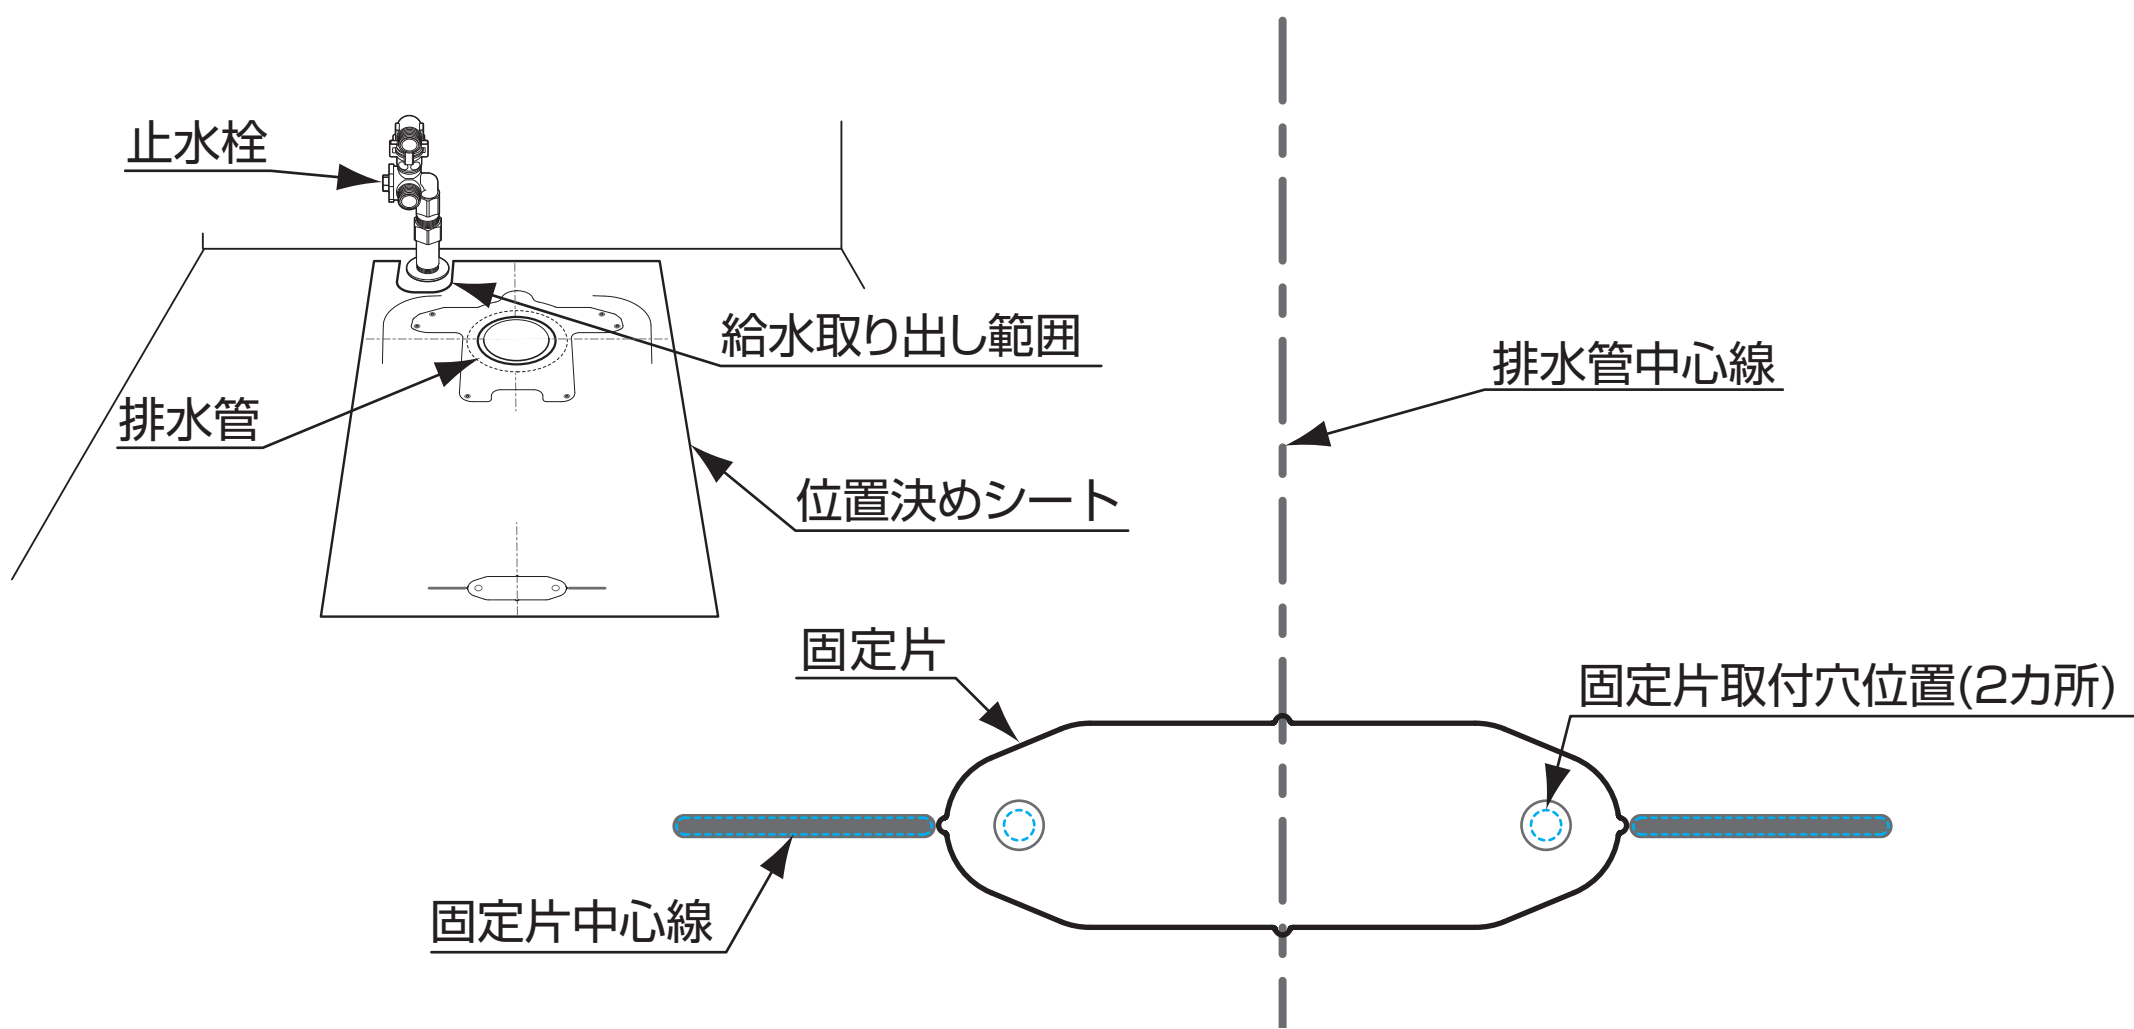 止水栓
給水取り出し範囲
排水管中心線
排水管
位置決めシート
固定片
固定片取付穴位置(2カ所)
固定片中心線